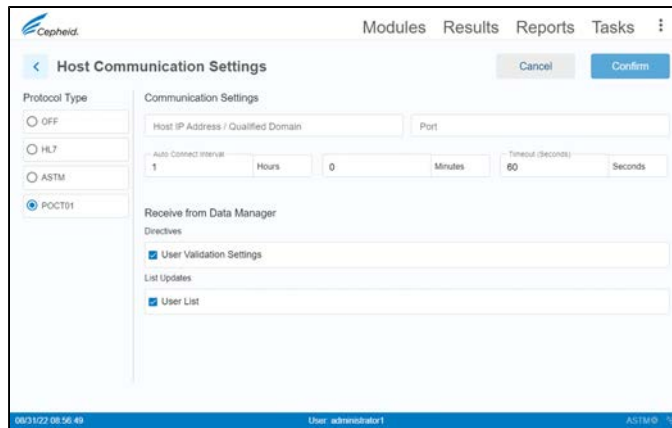 Cepheid.
Modules Results Reports Tasks
Host Communication Settings
Cancel Confirm
Protocol Type
OFF
HL7
ASTM
POCT01
Communication Settings
Host IP Address / Qualified Domain Port
Auto Connect Interval Timeout (Seconds)
1 Hours 0 Minutes 60 Seconds
Receive from Data Manager
Directives
User Validation Settings
List Updates
User List
08/31/22 08:56:49 User: administrator1 ASTM